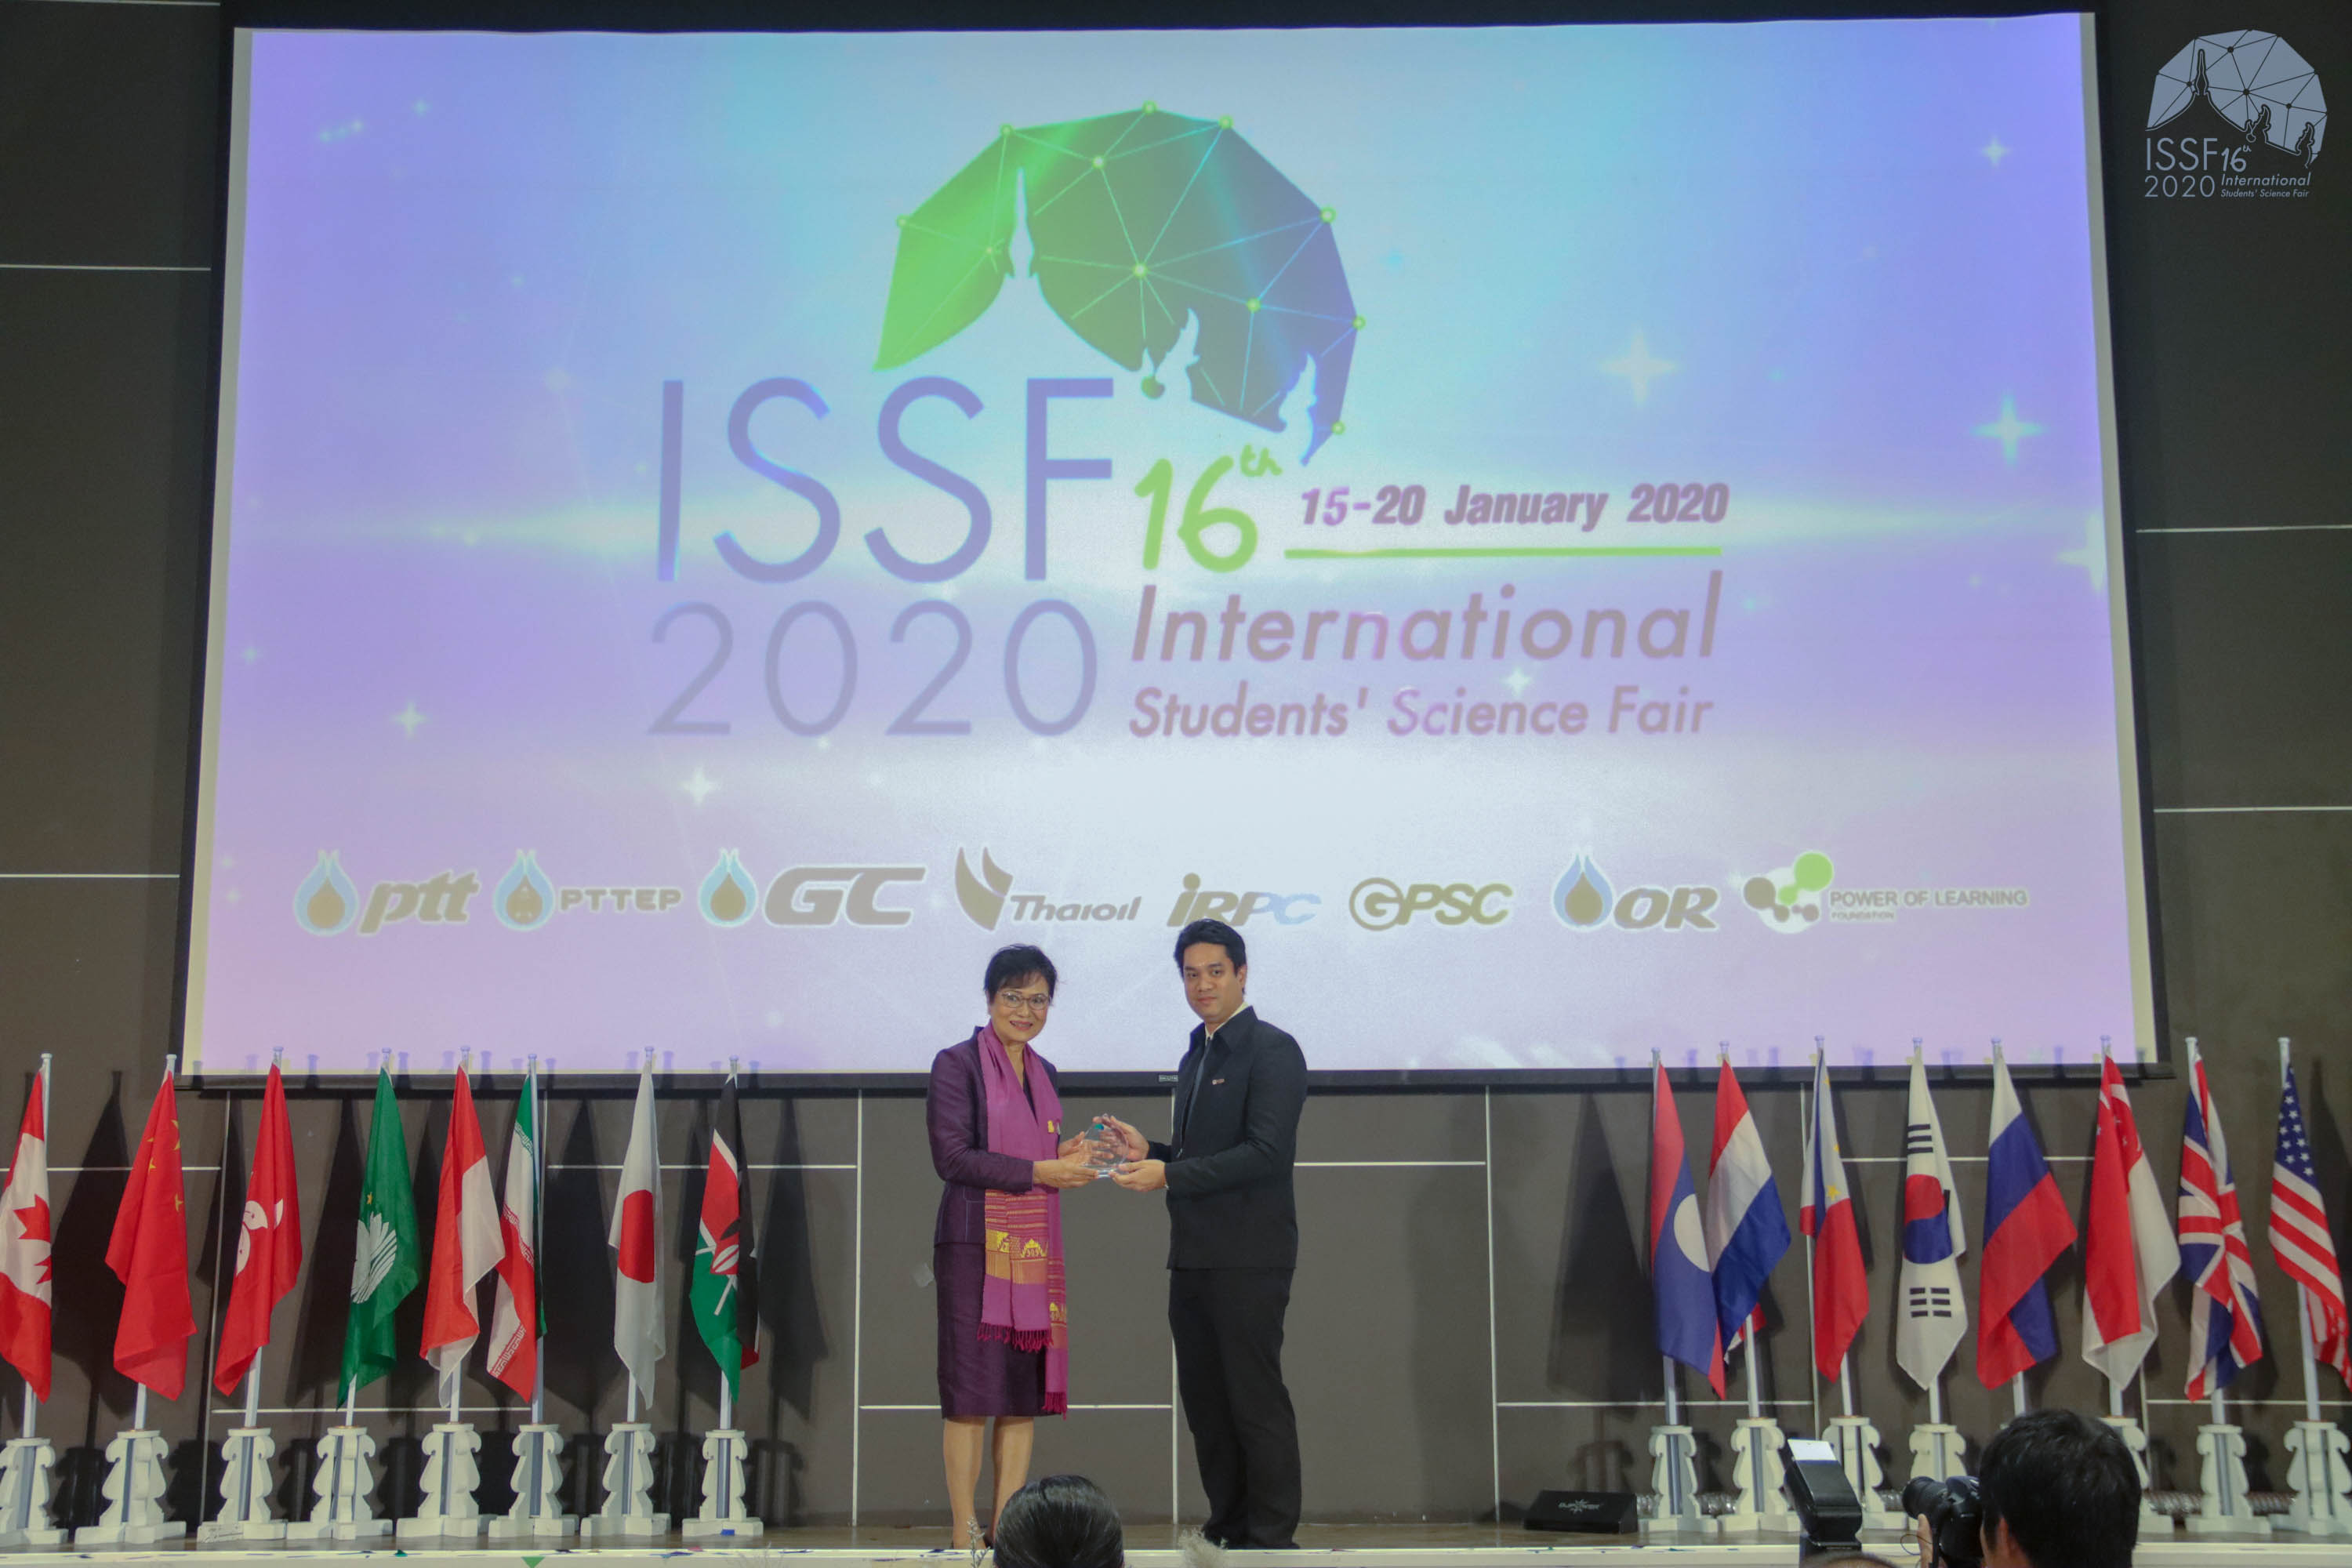 ISSF 16th 15-20 January 2020
2020 International
Students' Science Fair
ptt PTTEP GC Thaioil IRPC GPSC OR POWER OF LEARNING
FOUNDATION
ISSF 16th
2020 International
Students' Science Fair